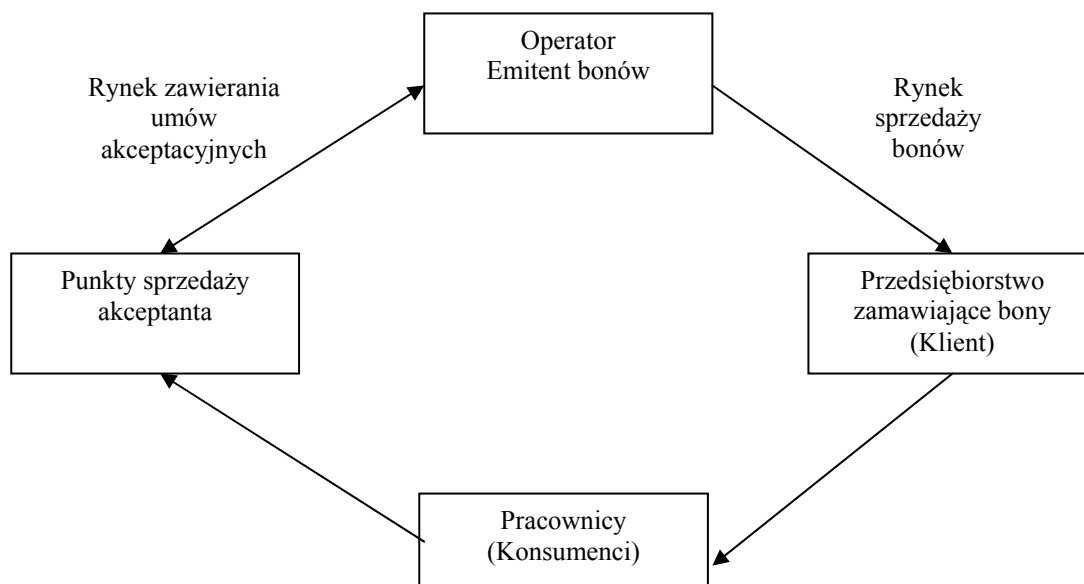 Operator
Emitent bonów
Rynek zawierania
umów
akceptacyjnych
Rynek
sprzedaży
bonów
Punkty sprzedaży
akceptanta
Przedsiębiorstwo
zamawiające bony
(Klient)
Pracownicy
(Konsumenci)